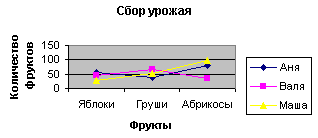 Сбор урожая
Количество
фруктов
150
100
50
0
Яблоки Груши Абрикосы
Фрукты
Аня
Валя
Маша